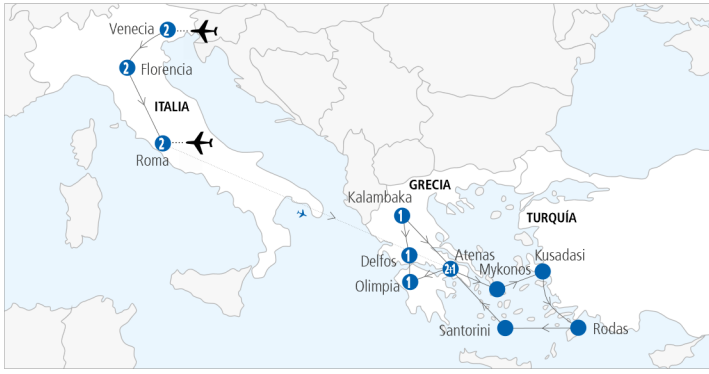 Venecia 2
2 Florencia
ITALIA
2
Roma
GRECIA
Kalambaka
1
TURQUÍA
Delfos 1
Atenas
2+1
Kusadasi
Mykonos
Olimpia 1
Santorini
Rodas